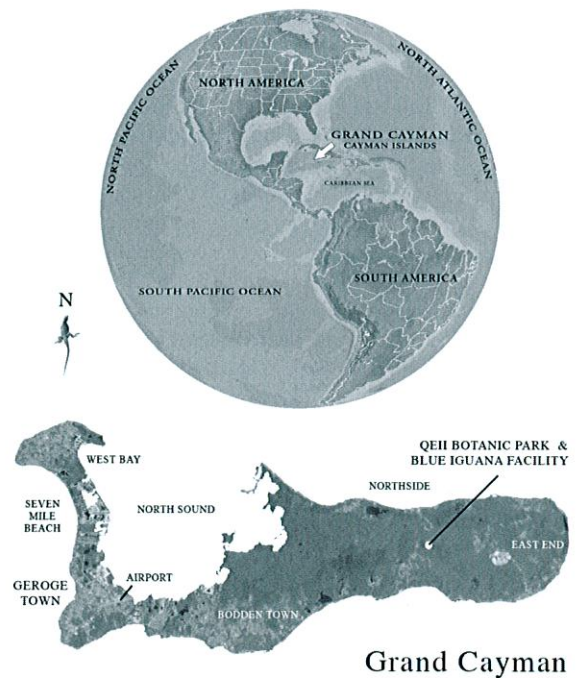 NORTH PACIFIC OCEAN
NORTH ATLANTIC OCEAN
NORTH AMERICA
GRAND CAYMAN
CAYMAN ISLANDS
CARIBBEAN SEA
SOUTH AMERICA
SOUTH PACIFIC OCEAN
N
QEII BOTANIC PARK &
BLUE IGUANA FACILITY
WEST BAY
NORTHSIDE
SEVEN
MILE
BEACH
NORTH SOUND
EAST END
AIRPORT
GEROGE
TOWN
BODDEN TOWN
Grand Cayman